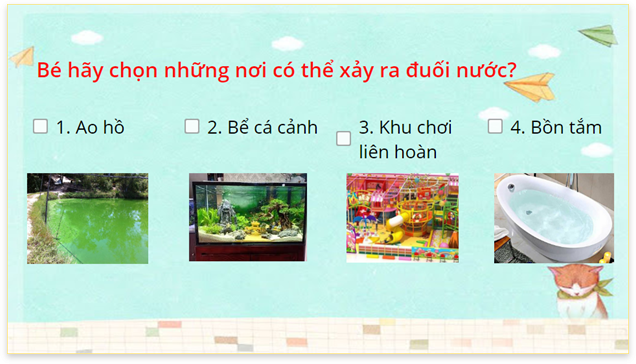 Bé hãy chọn những nơi có thể xảy ra đuối nước?
1. Ao hồ
2. Bể cá cảnh
3. Khu chơi
liên hoàn
4. Bồn tắm